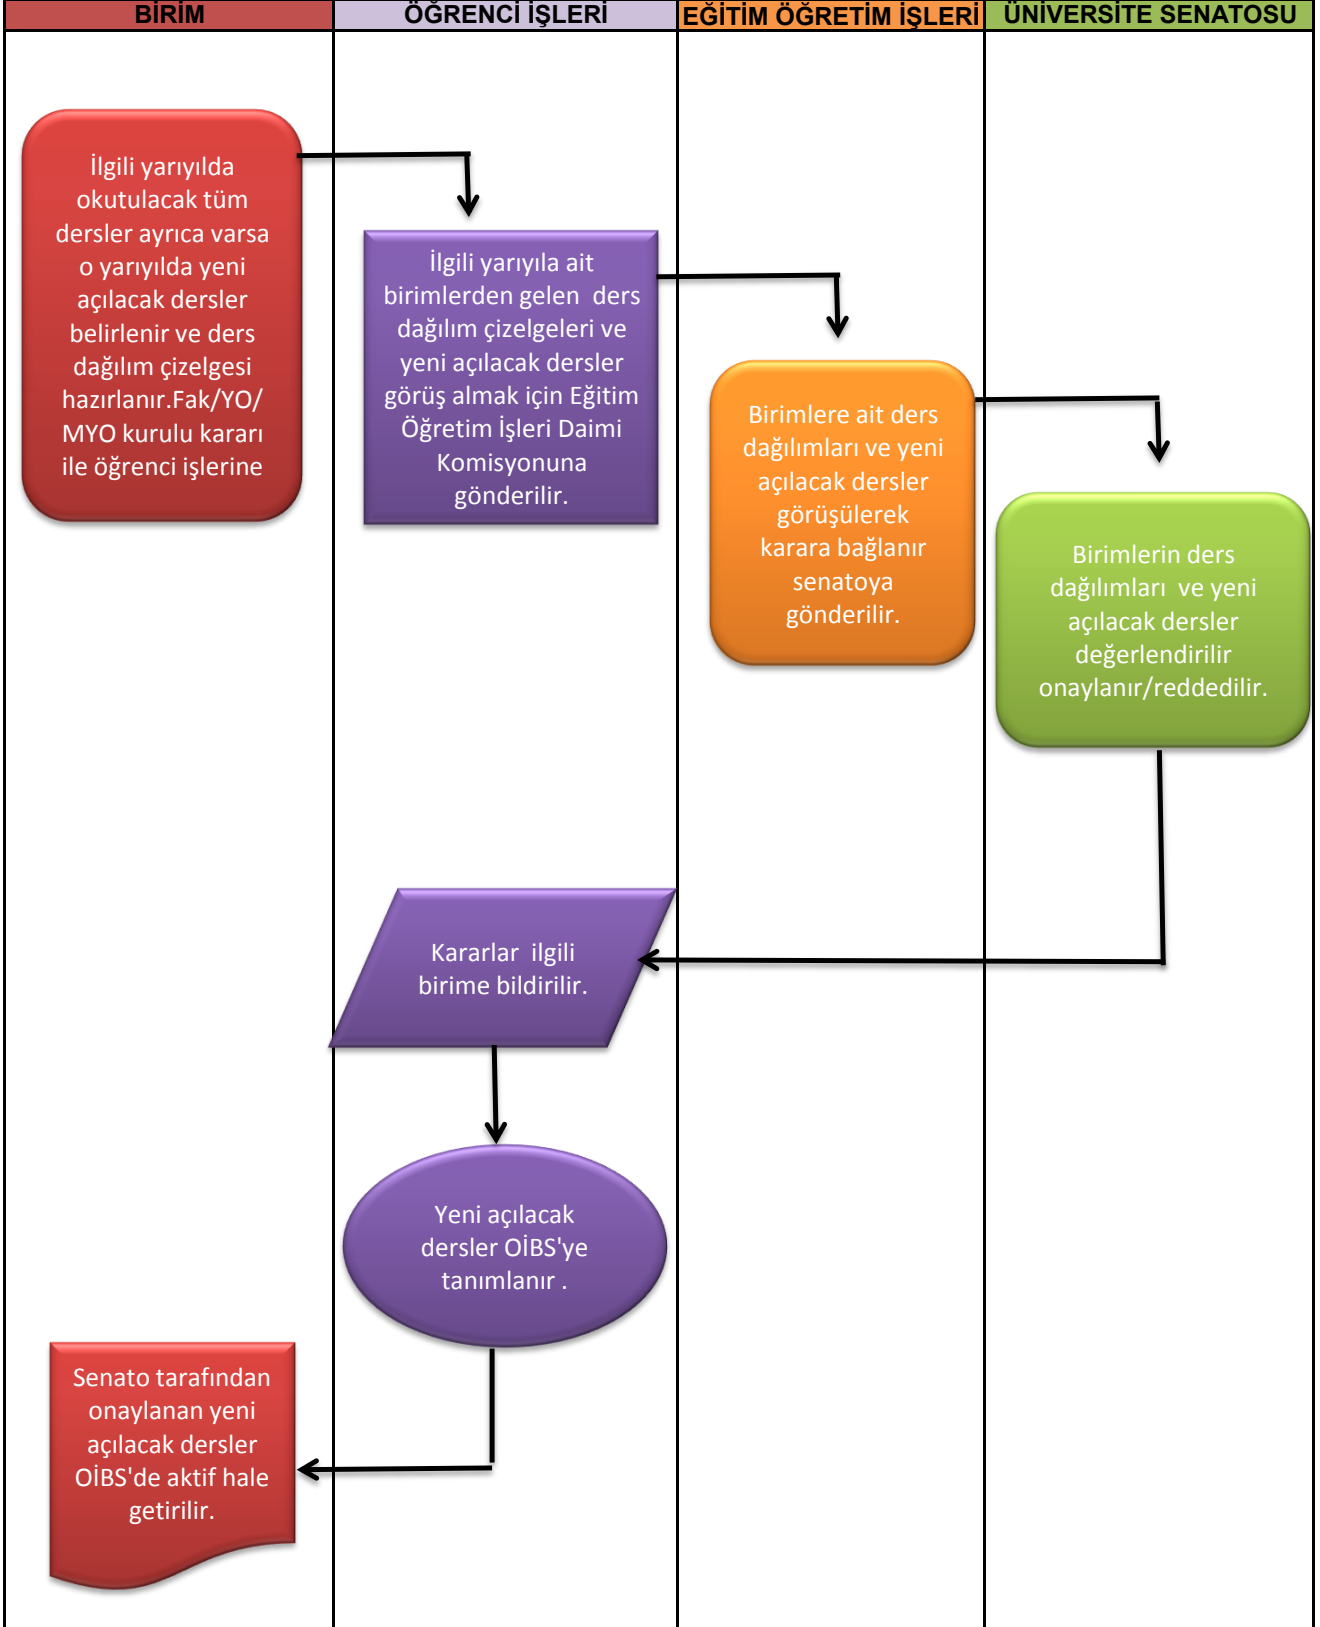 BİRİM
ÖĞRENCİ İŞLERİ
EĞİTİM ÖĞRETİM İŞLERİ
ÜNİVERSİTE SENATOSU
İlgili yarıyılda
okutulacak tüm
dersler ayrıca varsa
o yarıyılda yeni
açılacak dersler
belirlenir ve ders
dağılım çizelgesi
hazırlanır.Fak/YO/
MYO kurulu kararı
ile öğrenci işlerine
İlgili yarıyıla ait
birimlerden gelen ders
dağılım çizelgeleri ve
yeni açılacak dersler
görüş almak için Eğitim
Öğretim İşleri Daimi
Komisyonuna
gönderilir.
Birimlere ait ders
dağılımları ve yeni
açılacak dersler
görüşülerek
karara bağlanır
senatoya
gönderilir.
Birimlerin ders
dağılımları ve yeni
açılacak dersler
değerlendirilir
onaylanır/reddedilir.
Kararlar ilgili
birime bildirilir.
Yeni açılacak
dersler OİBS'ye
tanımlanır .
Senato tarafından
onaylanan yeni
açılacak dersler
OİBS'de aktif hale
getirilir.